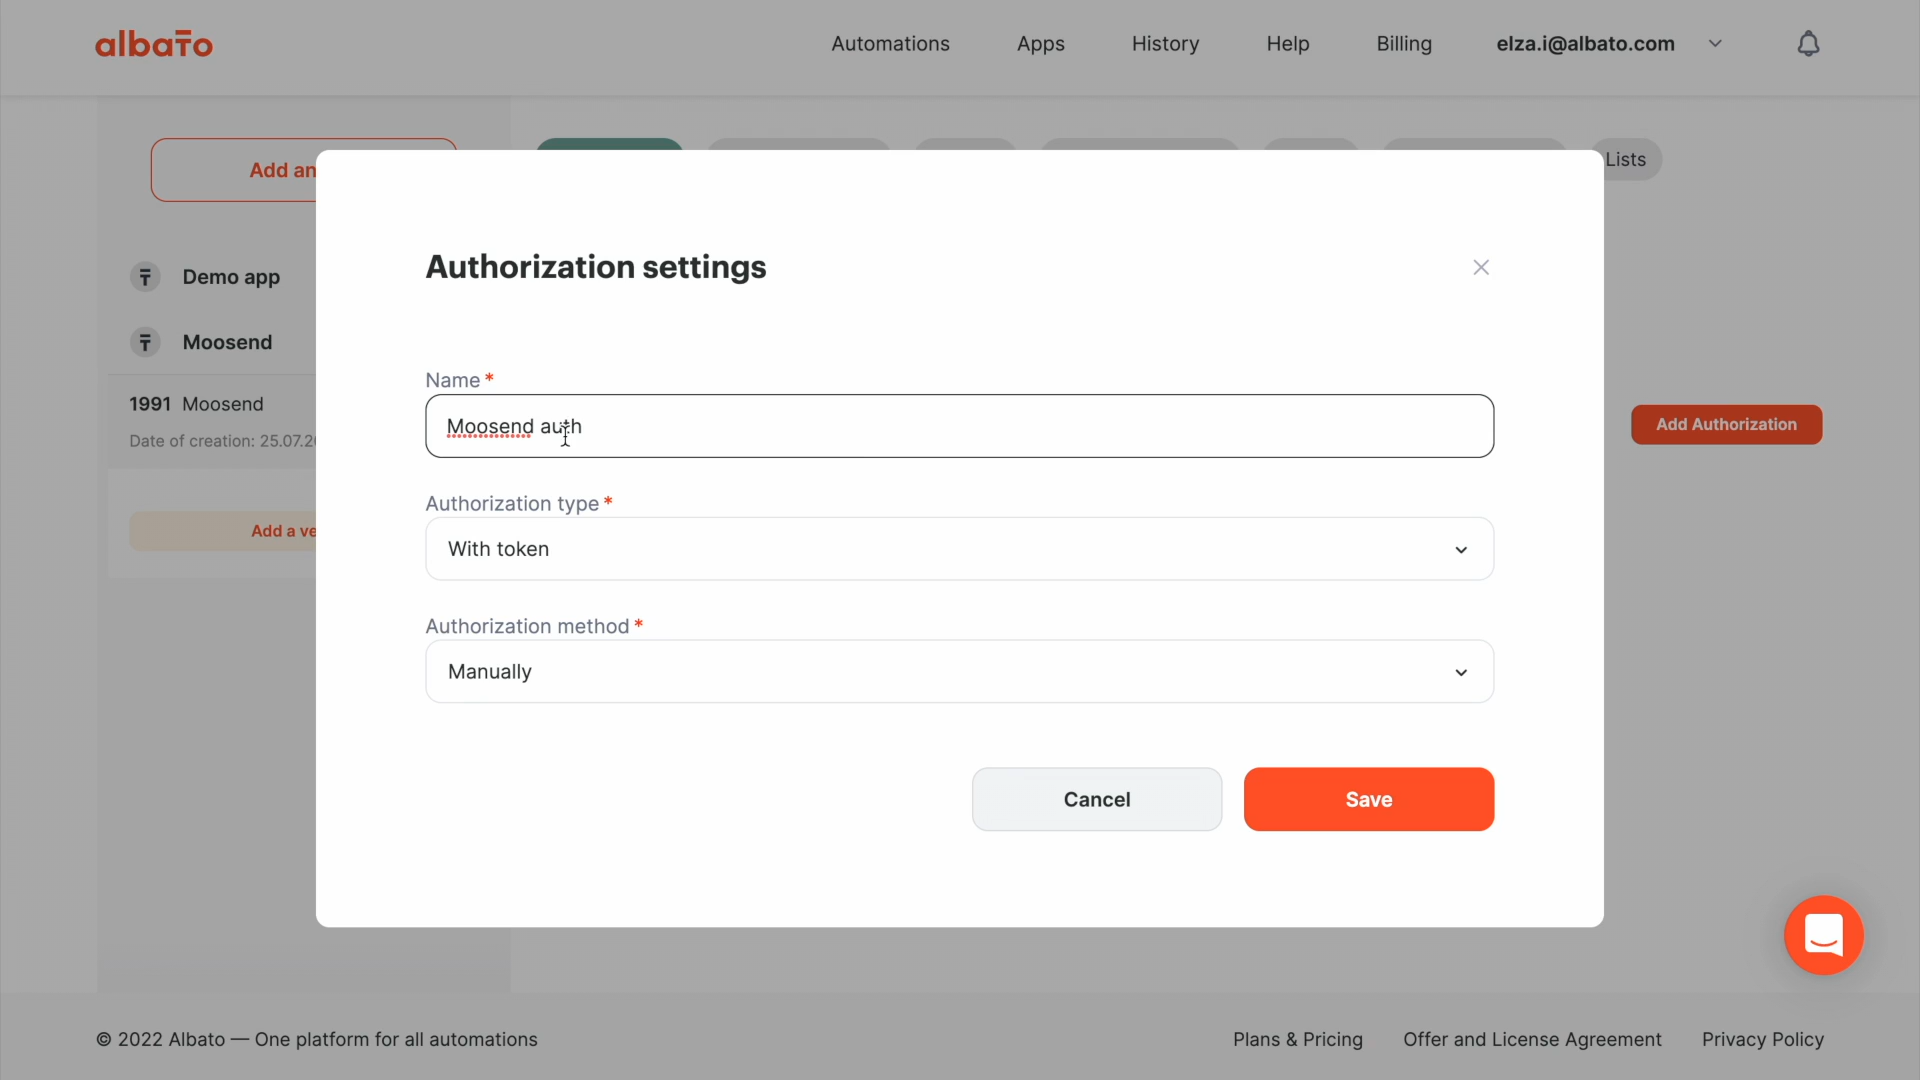 albato
Automations
Apps
History
Help
Billing
elza.i@albato.com
Add an
Lists
Demo app
Moosend
1991 Moosend
Date of creation: 25.07.2
Add a ve
Authorization settings
Name *
Moosend auth
Authorization type *
With token
Authorization method *
Manually
Cancel
Save
Add Authorization
© 2022 Albato — One platform for all automations
Plans & Pricing
Offer and License Agreement
Privacy Policy